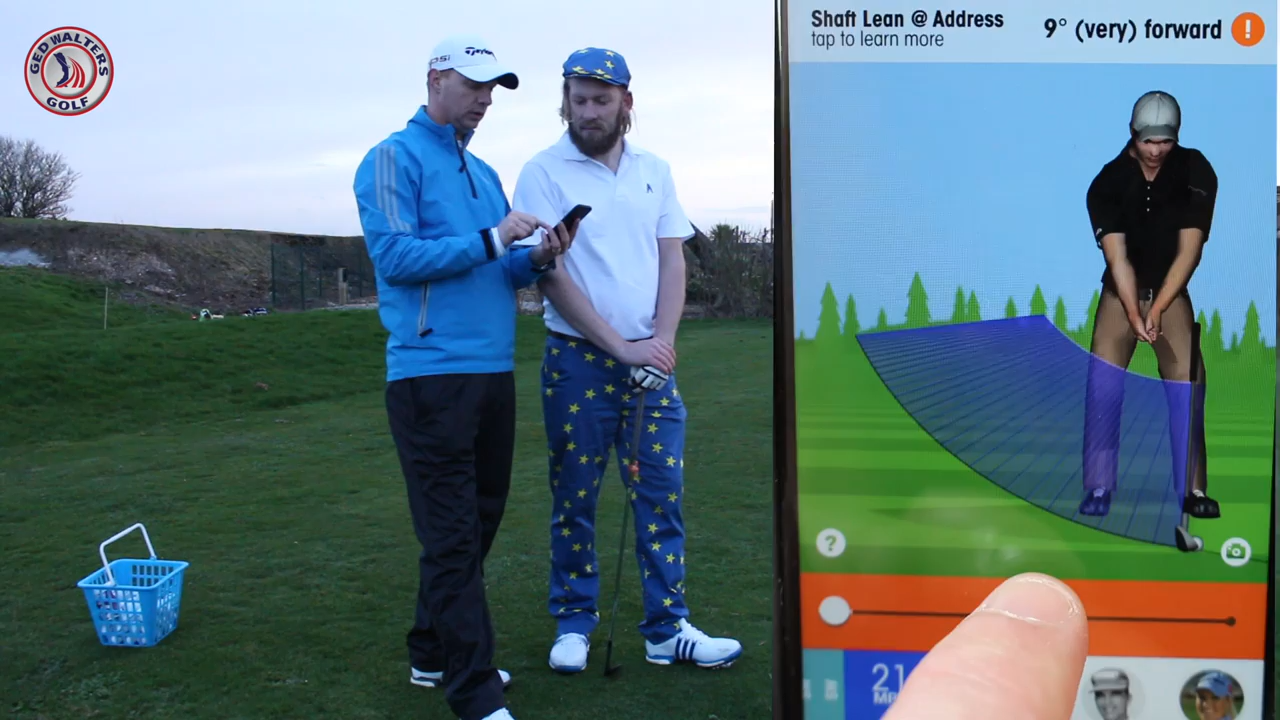 GED WALTERS
GOLF
Shaft Lean @ Address
tap to learn more
9° (very) forward !
?
21